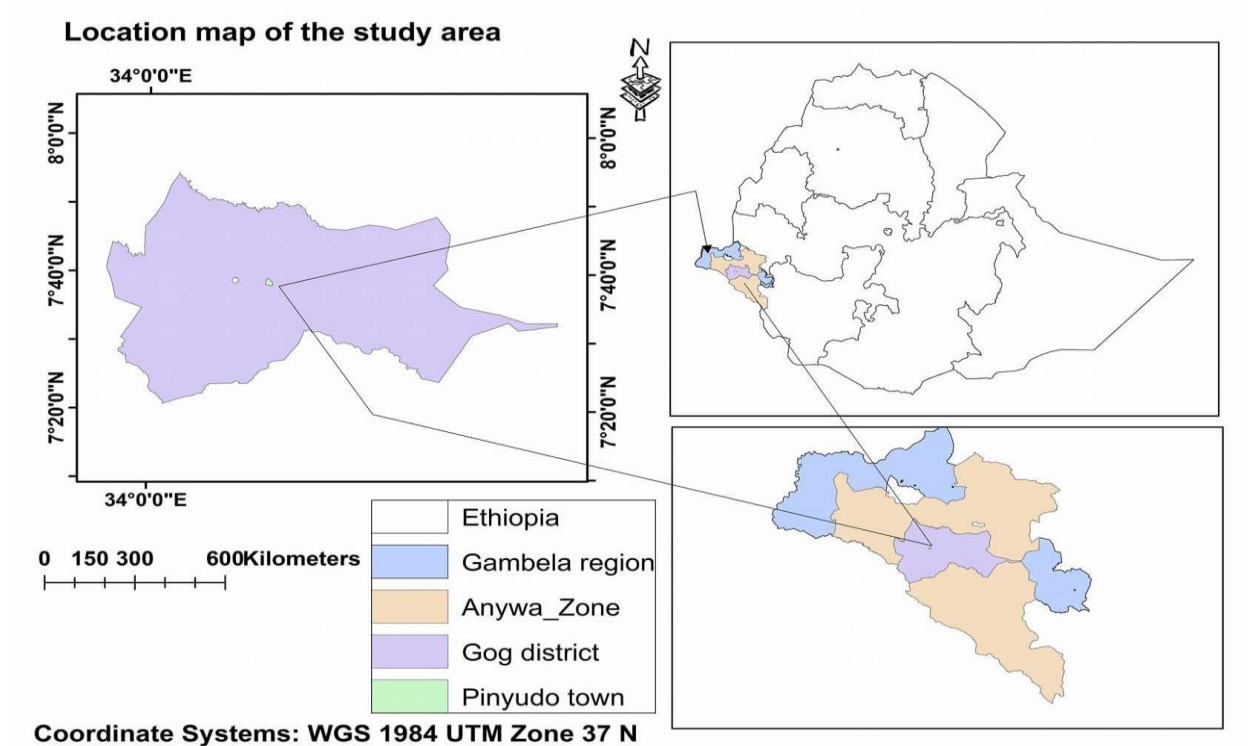 Location map of the study area
N
34°0'0"E
8°0'0"N
8°0'0"N
7°40'0"N
7°40'0"N
7°20'0"N
7°20'0"N
34°0'0"E
Ethiopia
Gambela region
Anywa_Zone
Gog district
Pinyudo town
0 150 300 600Kilometers
Coordinate Systems: WGS 1984 UTM Zone 37 N